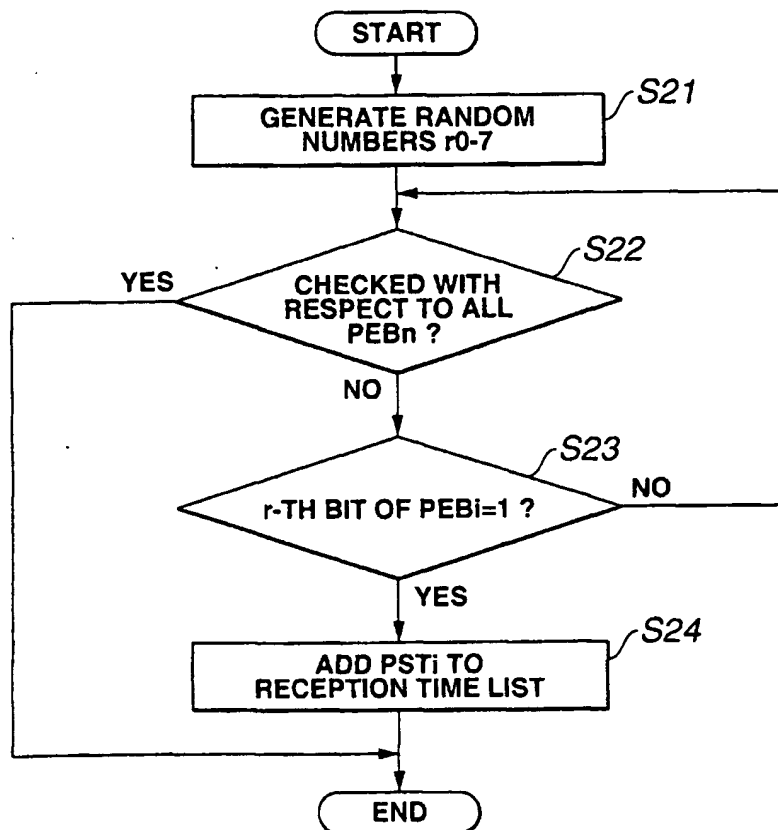 START
GENERATE RANDOM
NUMBERS r0-7
S21
S22
YES
CHECKED WITH
RESPECT TO ALL
PEBn ?
NO
S23
r-TH BIT OF PEBi=1 ?
NO
YES
S24
ADD PSTi TO
RECEPTION TIME LIST
END